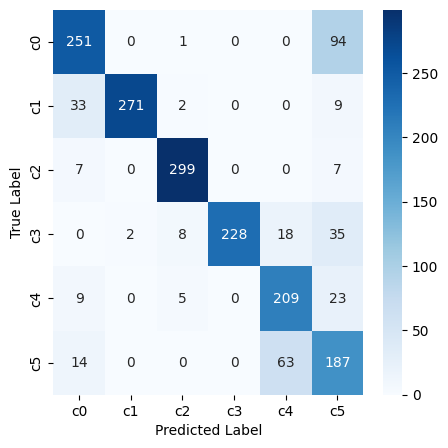 c0 251 0 1 0 0 94
c1 33 271 2 0 0 9
c2 7 0 299 0 0 7
c3 0 2 8 228 18 35
c4 9 0 5 0 209 23
c5 14 0 0 0 63 187
c0 c1 c2 c3 c4 c5
Predicted Label
True Label
250
200
150
100
50
0